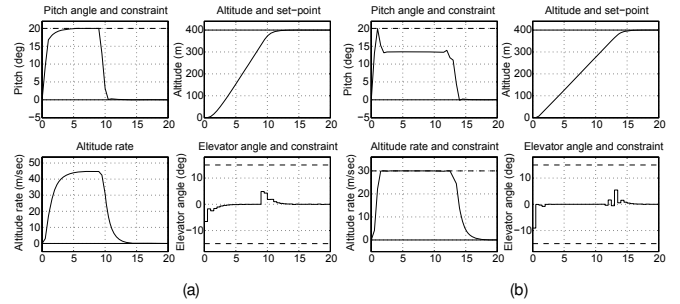 Pitch angle and constraint
Pitch (deg)
20
15
10
5
0
−5
0 5 10 15 20
Altitude and set−point
Altitude (m)
400
300
200
100
0
0 5 10 15 20
Altitude rate
Altitude rate (m/sec)
50
40
30
20
10
0
0 5 10 15 20
Elevator angle and constraint
Elevator angle (deg)
10
0
−10
0 5 10 15 20
(a)
Pitch angle and constraint
Pitch (deg)
20
15
10
5
0
−5
0 5 10 15 20
Altitude and set−point
Altitude (m)
400
300
200
100
0
0 5 10 15 20
Altitude rate and constraint
Altitude rate (m/sec)
30
20
10
0
0 5 10 15 20
Elevator angle and constraint
Elevator angle (deg)
10
0
−10
0 5 10 15 20
(b)